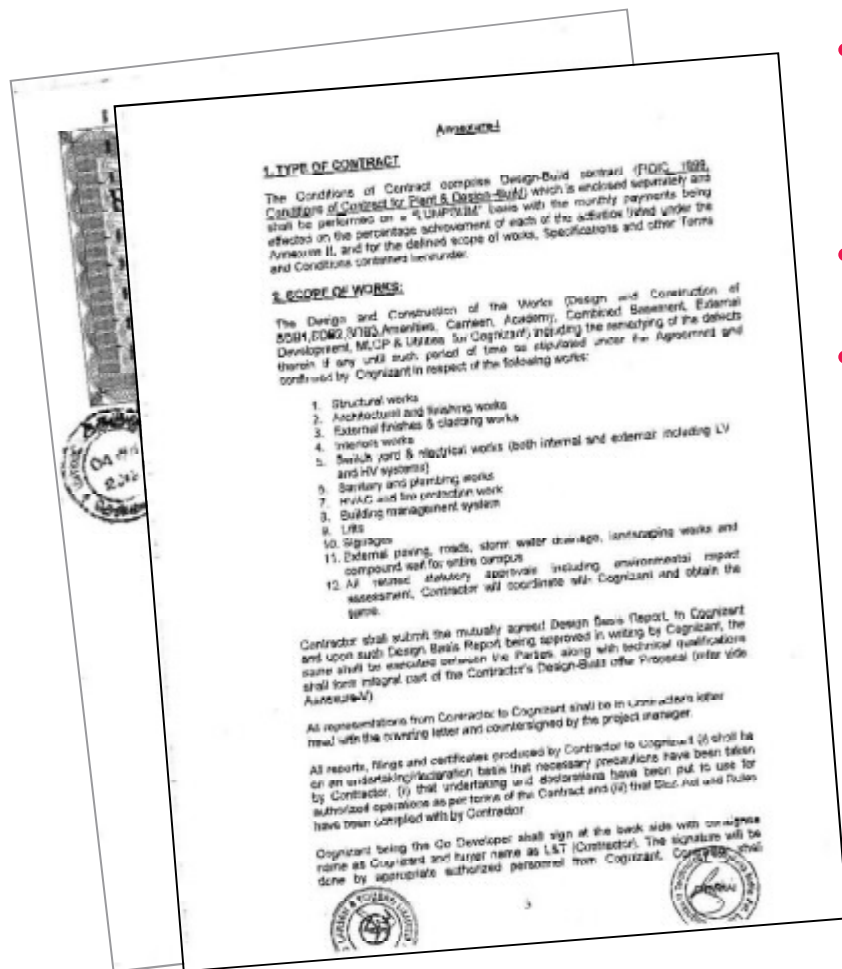 Annexure-I
1. TYPE OF CONTRACT
The Conditions of Contract comprise Design-Build contract (FIDIC, 1999,
Conditions of Contract for Plant & Design-Build) which is enclosed separately and
shall be performed on a "LUMPSUM" basis with the monthly payments being
effected on the percentage achievement of each of the activities listed under the
Annexure II, and for the defined scope of works, Specifications and other Terms
and Conditions contained hereunder.
2. SCOPE OF WORKS:
The Design and Construction of the Works (Design and Construction of
SDB1,SDB2,SDB3,Amenities, Canteen, Academy, Combined Basement, External
Development, MLCP & Utilities for Cognizant) including the remedying of the defects
therein if any until such period of time as stipulated under the Agreement and
confirmed by Cognizant in respect of the following works:
1. Structural works
2. Architectural and finishing works
3. External finishes & cladding works
4. Interiors works
5. Switch yard & electrical works (both internal and external including LV
and HV systems)
6. Sanitary and plumbing works
7. HVAC and fire protection work
8. Building management system
9. Lifts
10. Signages
11. External paving, roads, storm water drainage, landscaping works and
compound wall for entire campus
12. All related statutory approvals including environmental impact
assessment, Contractor will coordinate with Cognizant and obtain the
same.
Contractor shall submit the mutually agreed Design Basis Report, to Cognizant
and upon such Design Basis Report being approved in writing by Cognizant, the
same shall be executed between the Parties, along with technical qualifications
shall form integral part of the Contractor's Design-Build offer Proposal (refer vide
Annexure-V)
All representations from Contractor to Cognizant shall be in Contractors letter
head with the covering letter and countersigned by the project manager.
All reports, filings and certificates produced by Contractor to Cognizant (i) shall be
on an undertaking/declaration basis that necessary precautions have been taken
by Contractor, (ii) that undertaking and declarations have been put to use for
authorized operations as per terms of the Contract and (iii) that Act and Rules
have been complied with by Contractor.
Cognizant being the Co Developer shall sign at the back side with consignee
name as Cognizant and buyer name as L&T (Contractor). The signature will be
done by appropriate authorized personnel from Cognizant. shall
3
LARSEN & TOUBRO LIMITED
CHENNAI